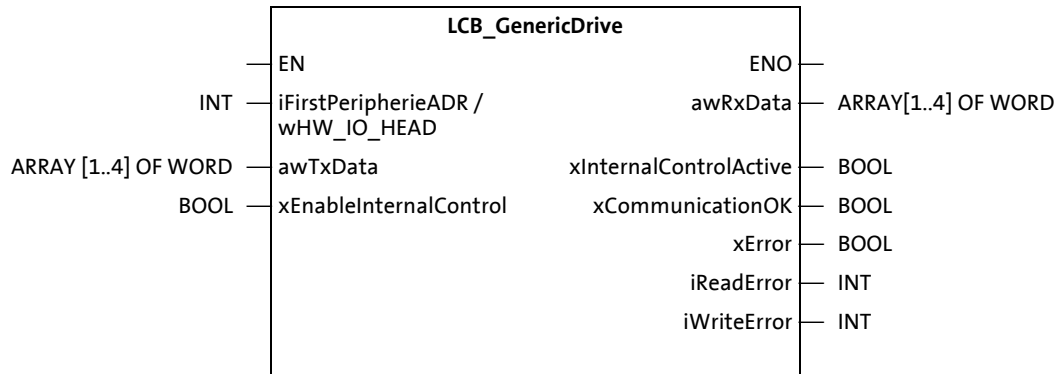 LCB_GenericDrive
EN ENO
INT iFirstPeripherieADR / awRxData ARRAY[1..4] OF WORD
wHW_IO_HEAD
ARRAY [1..4] OF WORD awTxData xInternalControlActive BOOL
BOOL xEnableInternalControl xCommunicationOK BOOL
xError BOOL
iReadError INT
iWriteError INT